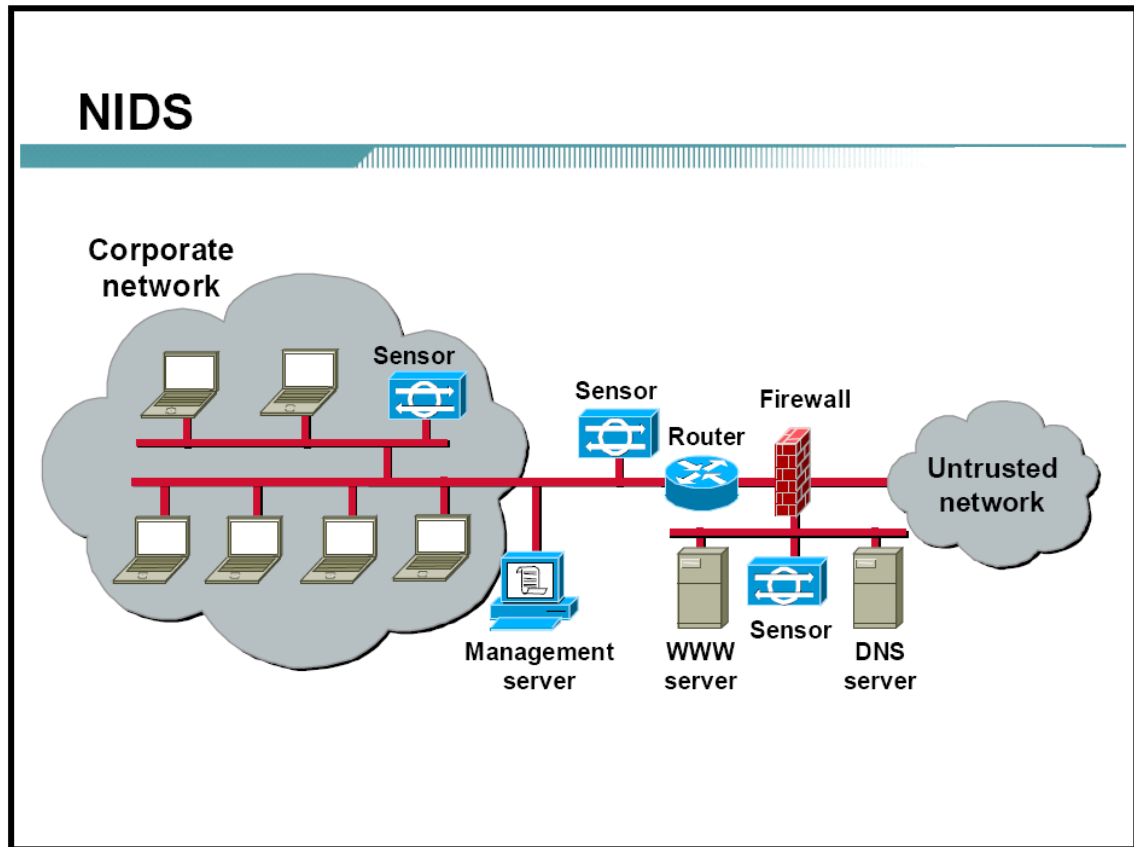 NIDS
Corporate
network
Sensor
Sensor
Firewall
Router
Untrusted
network
Management
server
WWW
server
Sensor
DNS
server